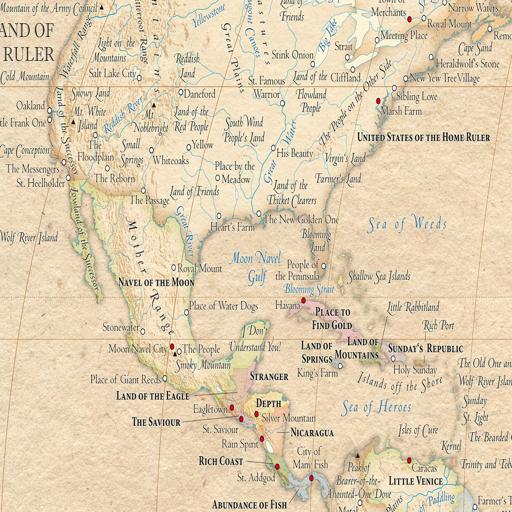 Mountain of the Army Council
AND OF
RULER
Cold Mountain
Waterfall Range
Light on the
Mountains
Salt Lake City
Snowy Land
Oakland
Mt. White
Island
Reddish River
Mt.
Noblebright
Land of the Successor
The
Floodplain
Small
Springs
Cape Conception
The Messengers
The Reborn
St. Heelholder
Lowland of the Successor
Wolf River Island
Yellowstone
Reddish
Land
Great Plains
Daneford
Land of the
Red People
Yellow
Whiteoaks
The Passage
Land of Friends
Place by the
Meadow
South Wind
People's Land
Stink Onion
St. Famous
Warrior
Land of
Friends
Big Lake
Land of the
Flowland
People
Great Water
His Beauty
Land of the
Thicket Clearers
Heart's Farm
The New Golden One
Blooming
Land
Great River
Town of
Merchants
Narrow Waters
Royal Mount
Meeting Place
Strait
Cliffland
Cape Sand
Heraldwolf's Stone
New Yew Tree Village
Sibling Love
Marsh Farm
The People on the Other Side
UNITED STATES OF THE HOME RULER
Virgin's Land
Farmer's Land
Sea of Weeds
Moon Navel
Gulf
People of
the Peninsula
Blooming Strait
Shallow Sea Islands
Mother Range
Royal Mount
NAVEL OF THE MOON
Havana
PLACE TO
FIND GOLD
Little Rabbitland
Rich Port
Place of Water Dogs
Stonewater
Moon Navel City
The People
Smoky Mountain
I Don't
Understand You!
LAND OF
SPRINGS
LAND OF
MOUNTAINS
SUNDAY'S REPUBLIC
King's Farm
Holy Sunday
The Old One and
Wolf River Island
Islands off the Shore
Place of Giant Reeds
STRANGER
LAND OF THE EAGLE
DEPTH
Eagletown
Silver Mountain
Sea of Heroes
Sunday
St. Light
THE SAVIOUR
St. Saviour
NICARAGUA
Isles of Cure
The Bearded
Rain Spirit
City of
Many Fish
Kernel
RICH COAST
Peak of
Bearer-of-the-
Anointed-One Dove
Caracas
Trinity and Tob
St. Addgod
LITTLE VENICE
ABUNDANCE OF FISH
Plains
of Paddling